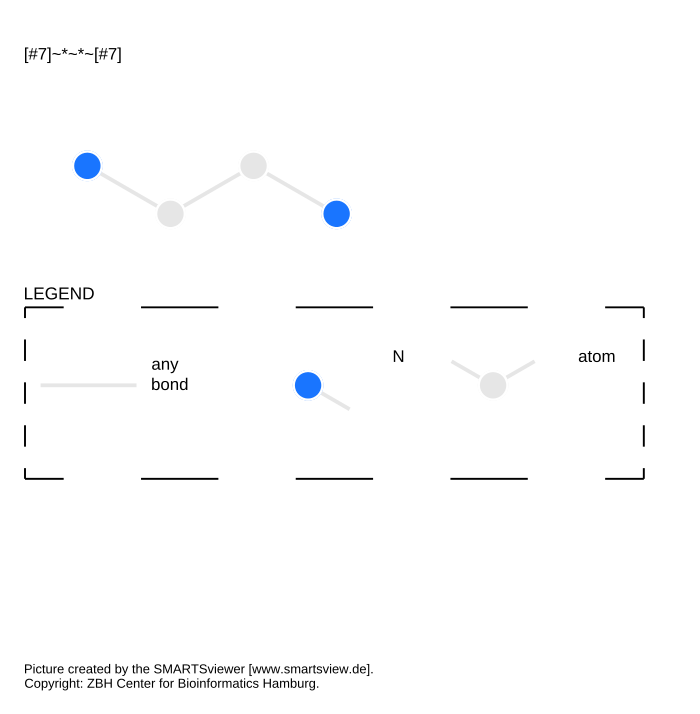 [#7]~*~*~[#7]
LEGEND
any
bond
N
atom
Picture created by the SMARTSviewer [www.smartsview.de].
Copyright: ZBH Center for Bioinformatics Hamburg.